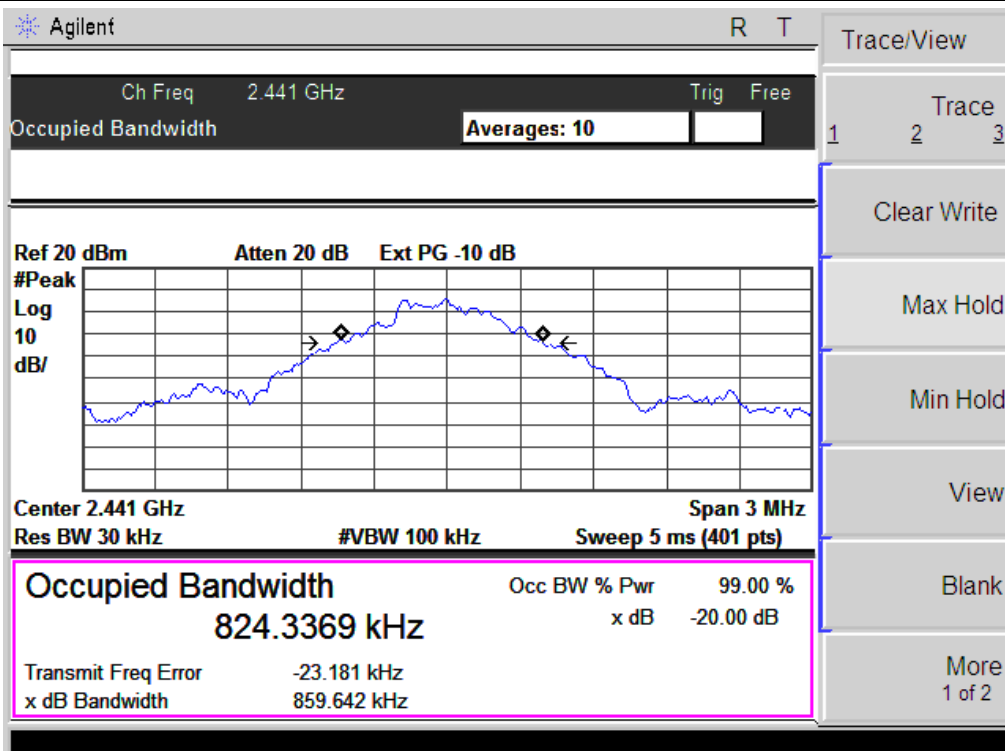 Agilent R T
Trace/View
Ch Freq 2.441 GHz Trig Free
Occupied Bandwidth Averages: 10
Trace
1 2 3
Clear Write
Ref 20 dBm Atten 20 dB Ext PG -10 dB
#Peak
Log
10
dB/
Max Hold
Min Hold
View
Center 2.441 GHz Span 3 MHz
Res BW 30 kHz #VBW 100 kHz Sweep 5 ms (401 pts)
Occupied Bandwidth Occ BW % Pwr 99.00 %
824.3369 kHz x dB -20.00 dB
Blank
Transmit Freq Error -23.181 kHz
x dB Bandwidth 859.642 kHz
More
1 of 2